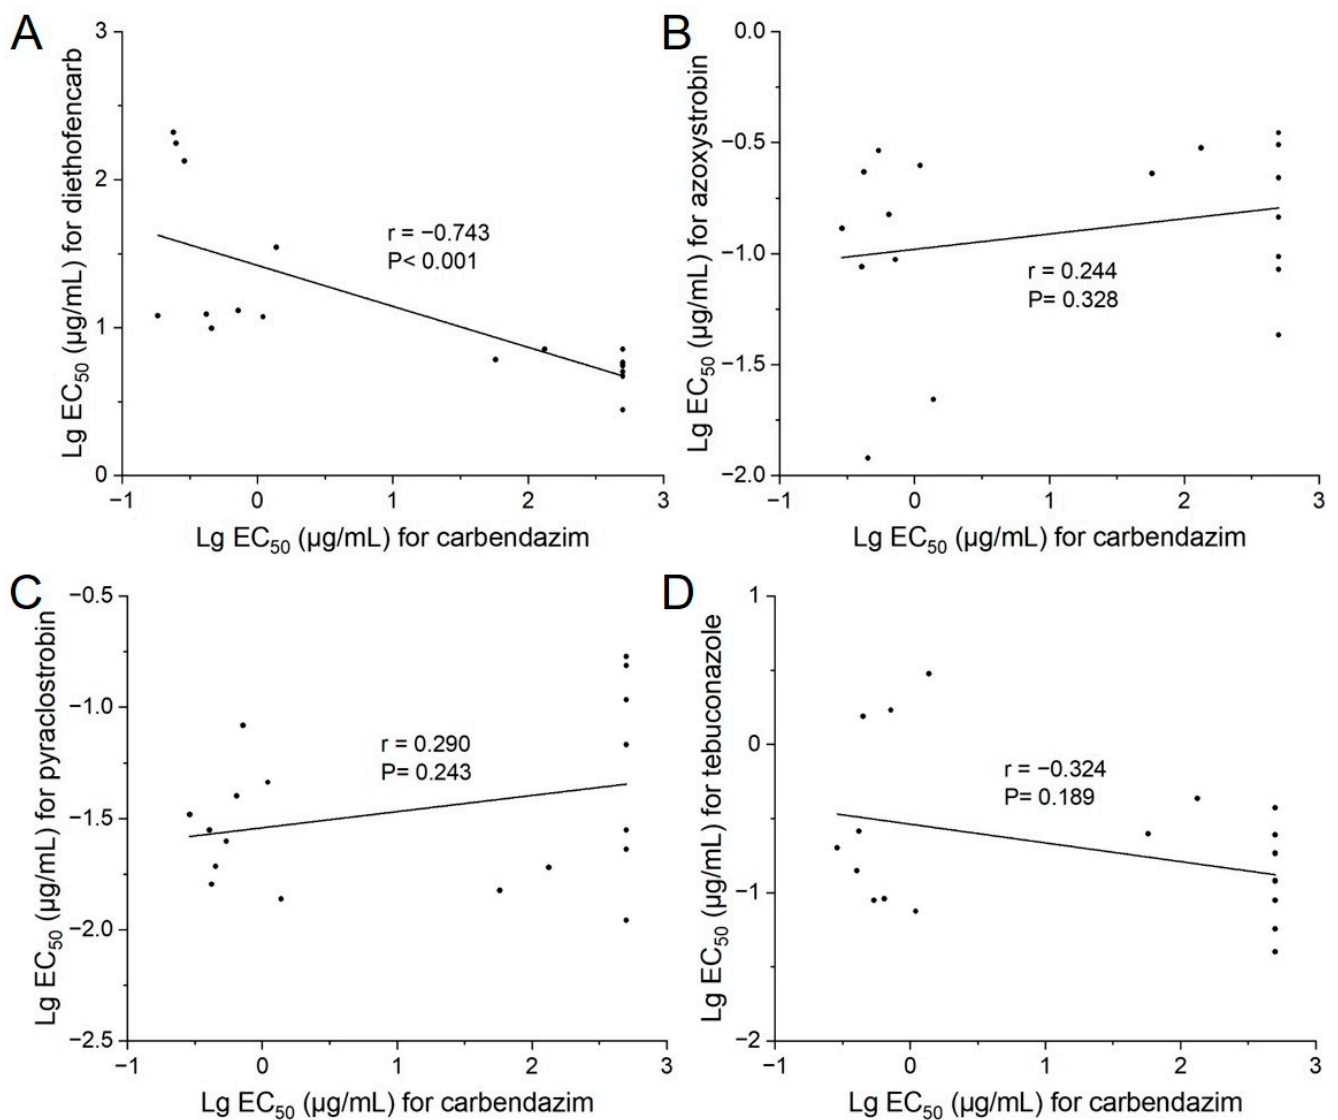 A
Lg EC₅₀ (µg/mL) for diethofencarb
3
2
1
0
r = −0.743
P< 0.001
−1 0 1 2 3
Lg EC₅₀ (µg/mL) for carbendazim
B
Lg EC₅₀ (µg/mL) for azoxystrobin
0.0
−0.5
−1.0
−1.5
−2.0
r = 0.244
P= 0.328
−1 0 1 2 3
Lg EC₅₀ (µg/mL) for carbendazim
C
Lg EC₅₀ (µg/mL) for pyraclostrobin
−0.5
−1.0
−1.5
−2.0
−2.5
r = 0.290
P= 0.243
−1 0 1 2 3
Lg EC₅₀ (µg/mL) for carbendazim
D
Lg EC₅₀ (µg/mL) for tebuconazole
1
0
−1
−2
r = −0.324
P= 0.189
−1 0 1 2 3
Lg EC₅₀ (µg/mL) for carbendazim